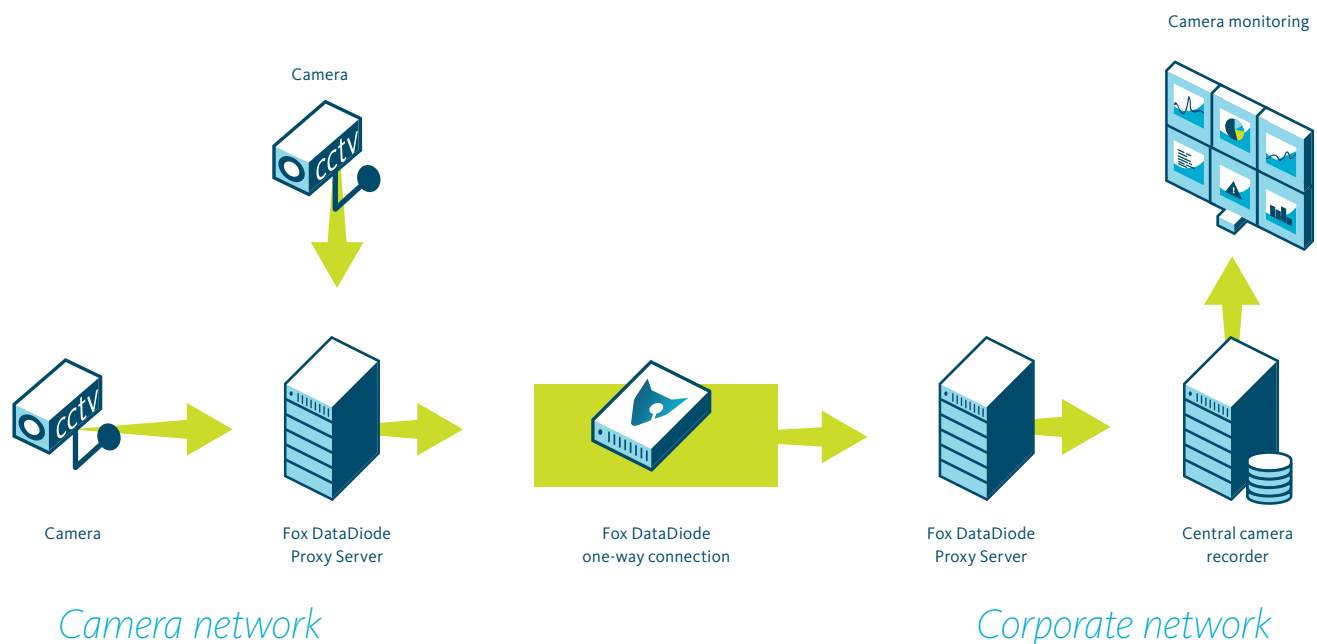 Camera monitoring
Camera
cctv
cctv
Camera
Fox DataDiode
Proxy Server
Fox DataDiode
one-way connection
Fox DataDiode
Proxy Server
Central camera
recorder
Camera network
Corporate network